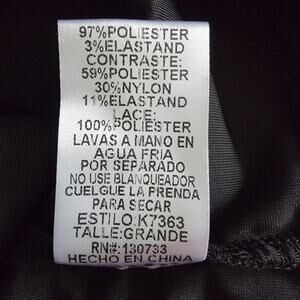 97%POLIESTER
3%ELASTAND
CONTRASTE:
59%POLIESTER
30%NYLON
11%ELASTAND
LACE:
100%POLIESTER
LAVAS A MANO EN
AGUA FRIA
POR SEPARADO
NO USE BLANQUEADOR
CUELGUE LA PRENDA
PARA SECAR
ESTILO:K7363
TALLE:GRANDE
RN#:130733
HECHO EN CHINA